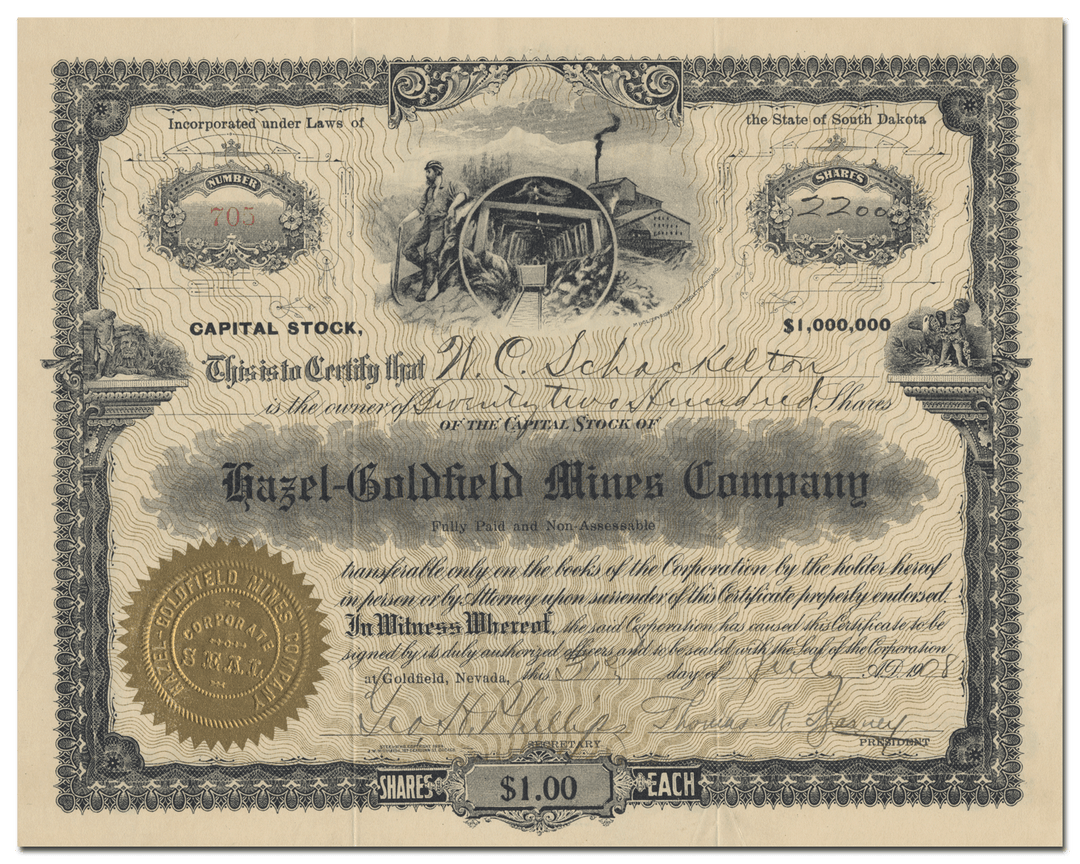 Incorporated under Laws of the State of South Dakota
NUMBER
705
SHARES
2200
CAPITAL STOCK, $1,000,000
This is to Certify that W. C. Schackelton
is the owner of Twenty two Hundred Shares
OF THE CAPITAL STOCK OF
Hazel-Goldfield Mines Company
Fully Paid and Non-Assessable
transferable only on the books of the Corporation by the holder hereof
in person or by Attorney upon surrender of this Certificate properly endorsed.
In Witness Whereof, the said Corporation has caused this Certificate to be
signed by its duly authorized officers and to be sealed with the Seal of the Corporation
at Goldfield, Nevada, this day of July A.D. 1908
HAZEL-GOLDFIELD MINES COMPANY
CORPORATE
SEAL
Geo H. Phillips Thomas A.
SECRETARY
PRESIDENT
SHARES $1.00 EACH